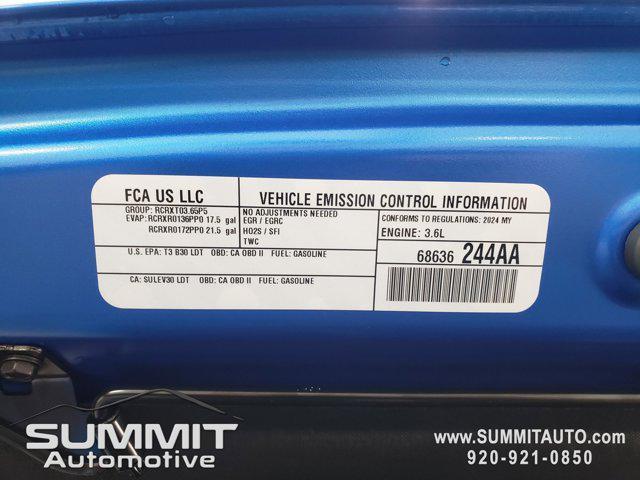 FCA US LLC
VEHICLE EMISSION CONTROL INFORMATION
GROUP: RCRXT03.65P5
EVAP: RCRXR0136PP0 17.5 gal
RCRXR0172PP0 21.5 gal
NO ADJUSTMENTS NEEDED
EGR / EGRC
HO2S / SFI
TWC
CONFORMS TO REGULATIONS: 2024 MY
ENGINE: 3.6L
U.S. EPA: T3 B30 LDT OBD: CA OBD II FUEL: GASOLINE
CA: SULEV30 LDT OBD: CA OBD II FUEL: GASOLINE
68636 244AA
SUMMIT
Automotive
WWW.SUMMITAUTO.COM
920-921-0850